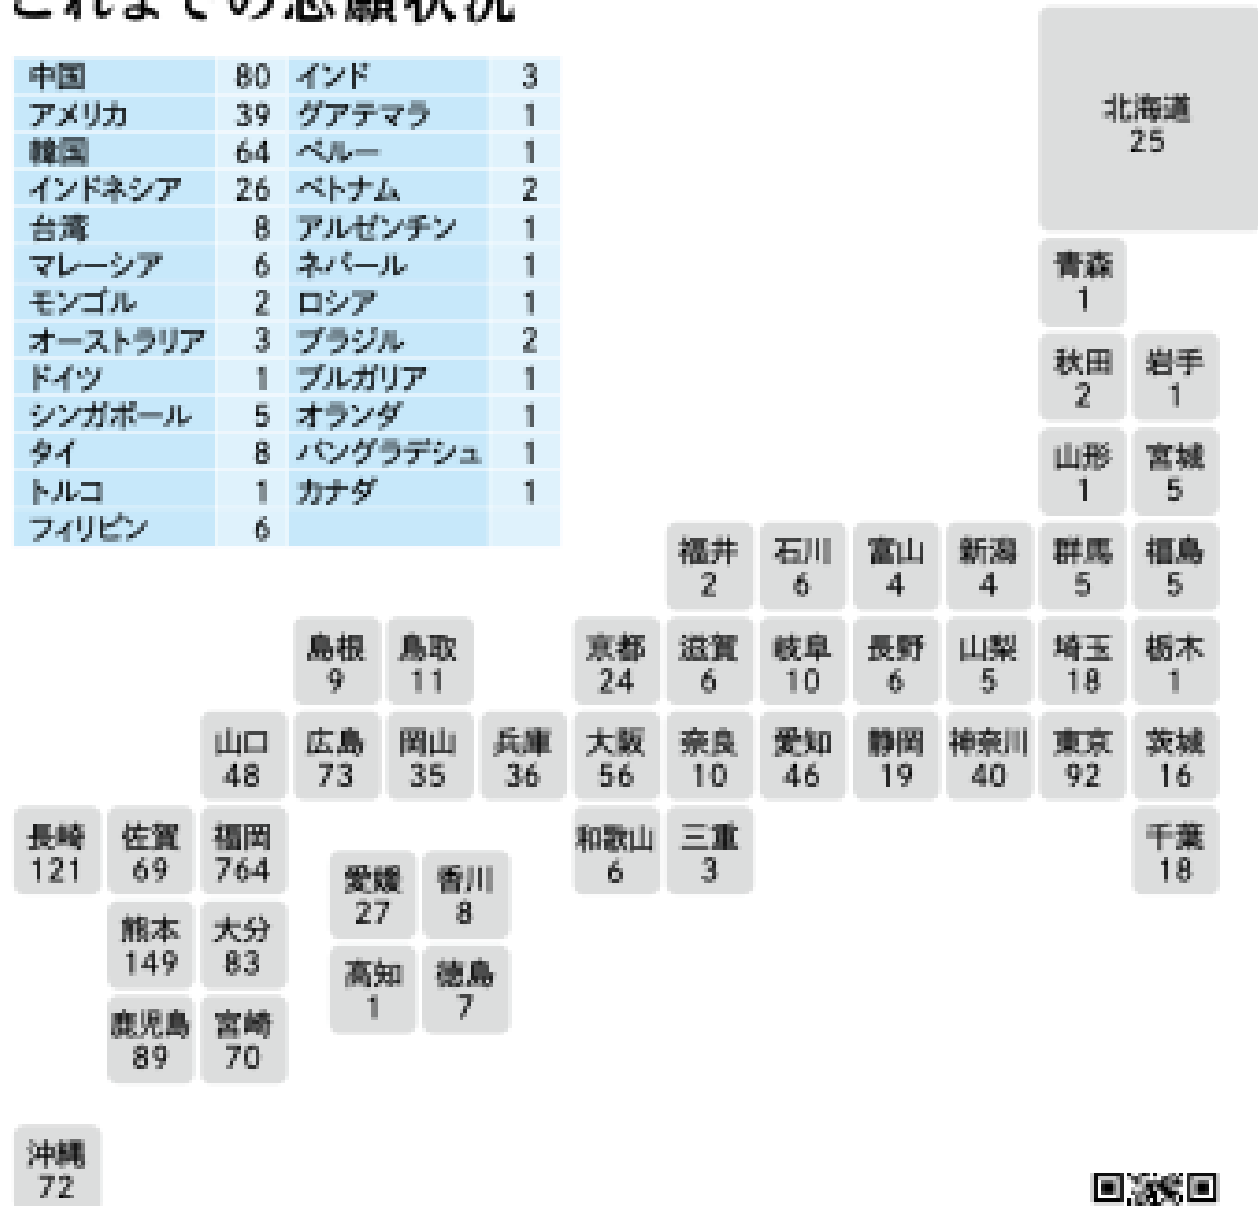 これまでの志願状況
中国 80 インド 3
アメリカ 39 グアテマラ 1
韓国 64 ペルー 1
インドネシア 26 ベトナム 2
台湾 8 アルゼンチン 1
マレーシア 6 ネパール 1
モンゴル 2 ロシア 1
オーストラリア 3 ブラジル 2
ドイツ 1 ブルガリア 1
シンガポール 5 オランダ 1
タイ 8 バングラデシュ 1
トルコ 1 カナダ 1
フィリピン 6
北海道
25
青森
1
秋田 岩手
2 1
山形 宮城
1 5
福井 石川 富山 新潟 群馬 福島
2 6 4 4 5 5
島根 鳥取 京都 滋賀 岐阜 長野 山梨 埼玉 栃木
9 11 24 6 10 6 5 18 1
山口 広島 岡山 兵庫 大阪 奈良 愛知 静岡 神奈川 東京 茨城
48 73 35 36 56 10 46 19 40 92 16
長崎 佐賀 福岡 和歌山 三重 千葉
121 69 764 6 3 18
愛媛 香川
27 8
熊本 大分
149 83
高知 徳島
1 7
鹿児島 宮崎
89 70
沖縄
72